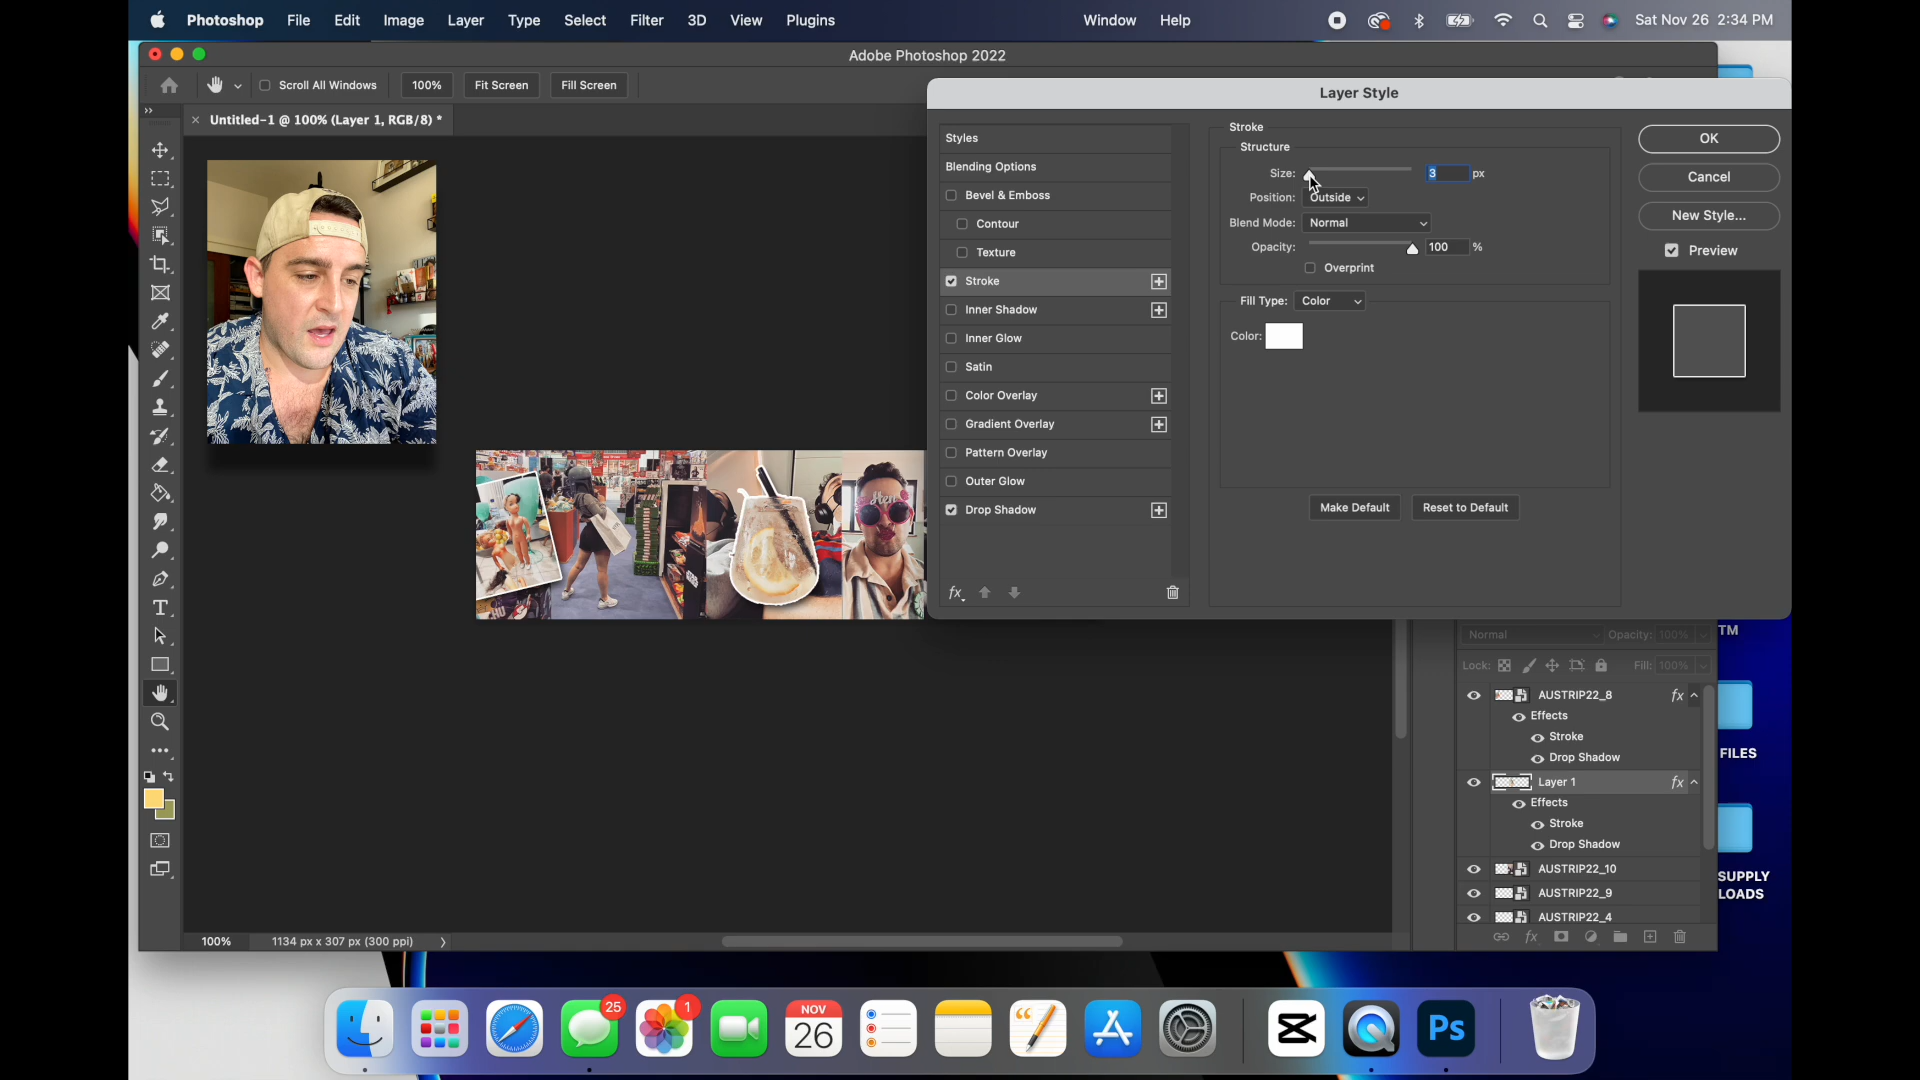 Photoshop File Edit Image Layer Type Select Filter 3D View Plugins Window Help Sat Nov 26 2:34 PM
Adobe Photoshop 2022
Scroll All Windows 100% Fit Screen Fill Screen
Layer Style
× Untitled-1 @ 100% (Layer 1, RGB/8) *
Styles
Blending Options
Bevel & Emboss
Contour
Texture
Stroke
Inner Shadow
Inner Glow
Satin
Color Overlay
Gradient Overlay
Pattern Overlay
Outer Glow
Drop Shadow
fx
Stroke
Structure
Size: 3 px
Position: Outside
Blend Mode: Normal
Opacity: 100 %
Overprint
Fill Type: Color
Color:
Make Default Reset to Default
OK
Cancel
New Style...
Preview
Normal Opacity: 100%
Lock: Fill: 100%
AUSTRIP22_8 fx
Effects
Stroke
Drop Shadow
Layer 1 fx
Effects
Stroke
Drop Shadow
AUSTRIP22_10
AUSTRIP22_9
AUSTRIP22_4
fx
TM
FILES
SUPPLY
LOADS
100% 1134 px x 307 px (300 ppi)
25
1
NOV
26
Ps